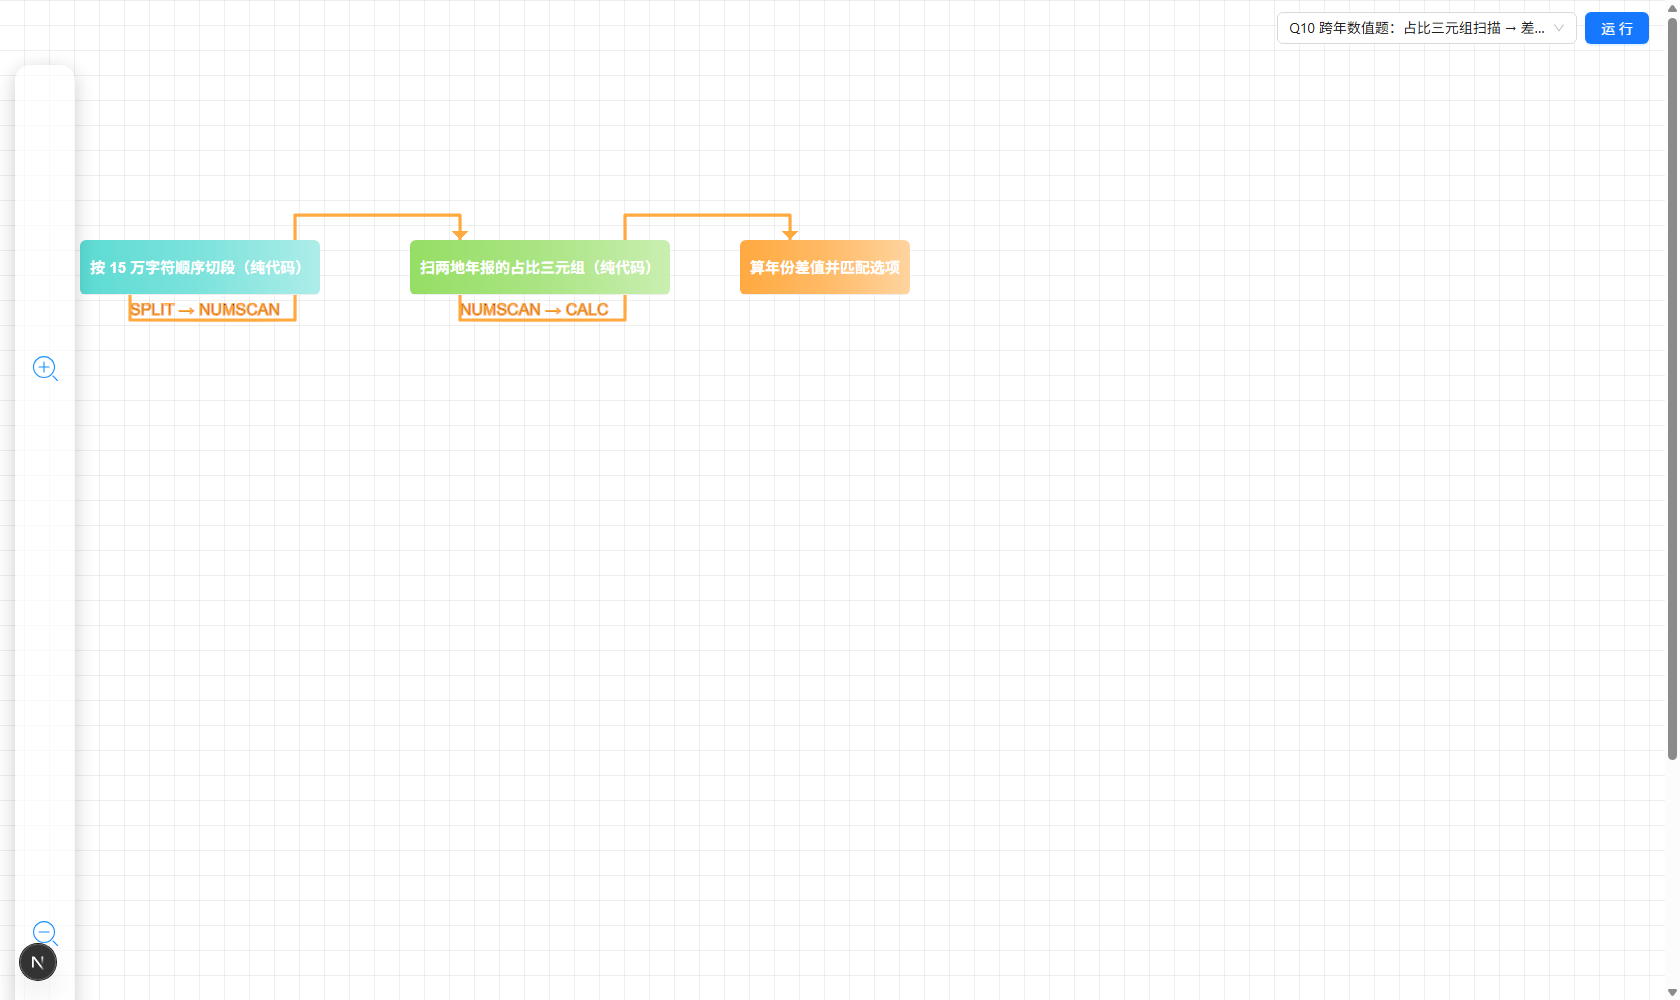 Q10 跨年数值题：占比三元组扫描 → 差...
运 行
按 15 万字符顺序切段（纯代码）
扫两地年报的占比三元组（纯代码）
算年份差值并匹配选项
SPLIT → NUMSCAN
NUMSCAN → CALC
N